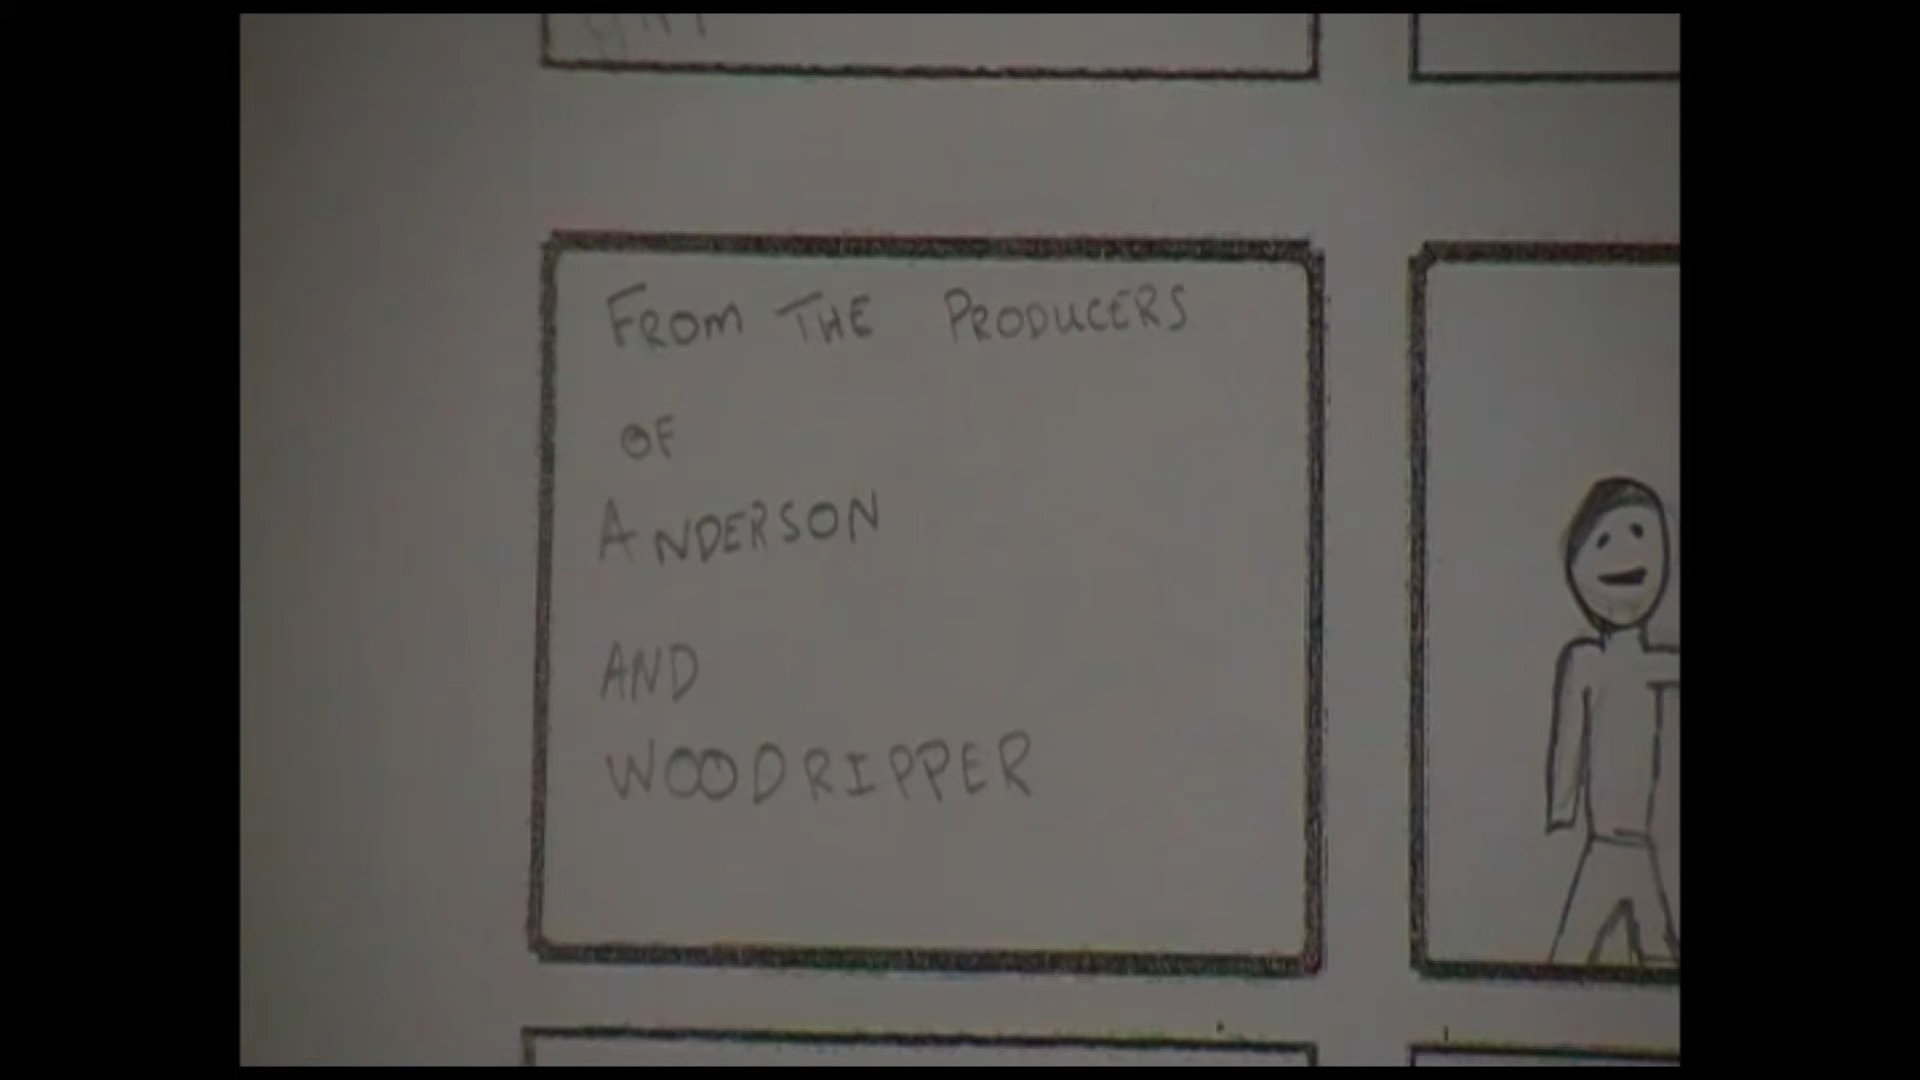 FROM THE PRODUCERS
OF
ANDERSON
AND
WOODRIPPER